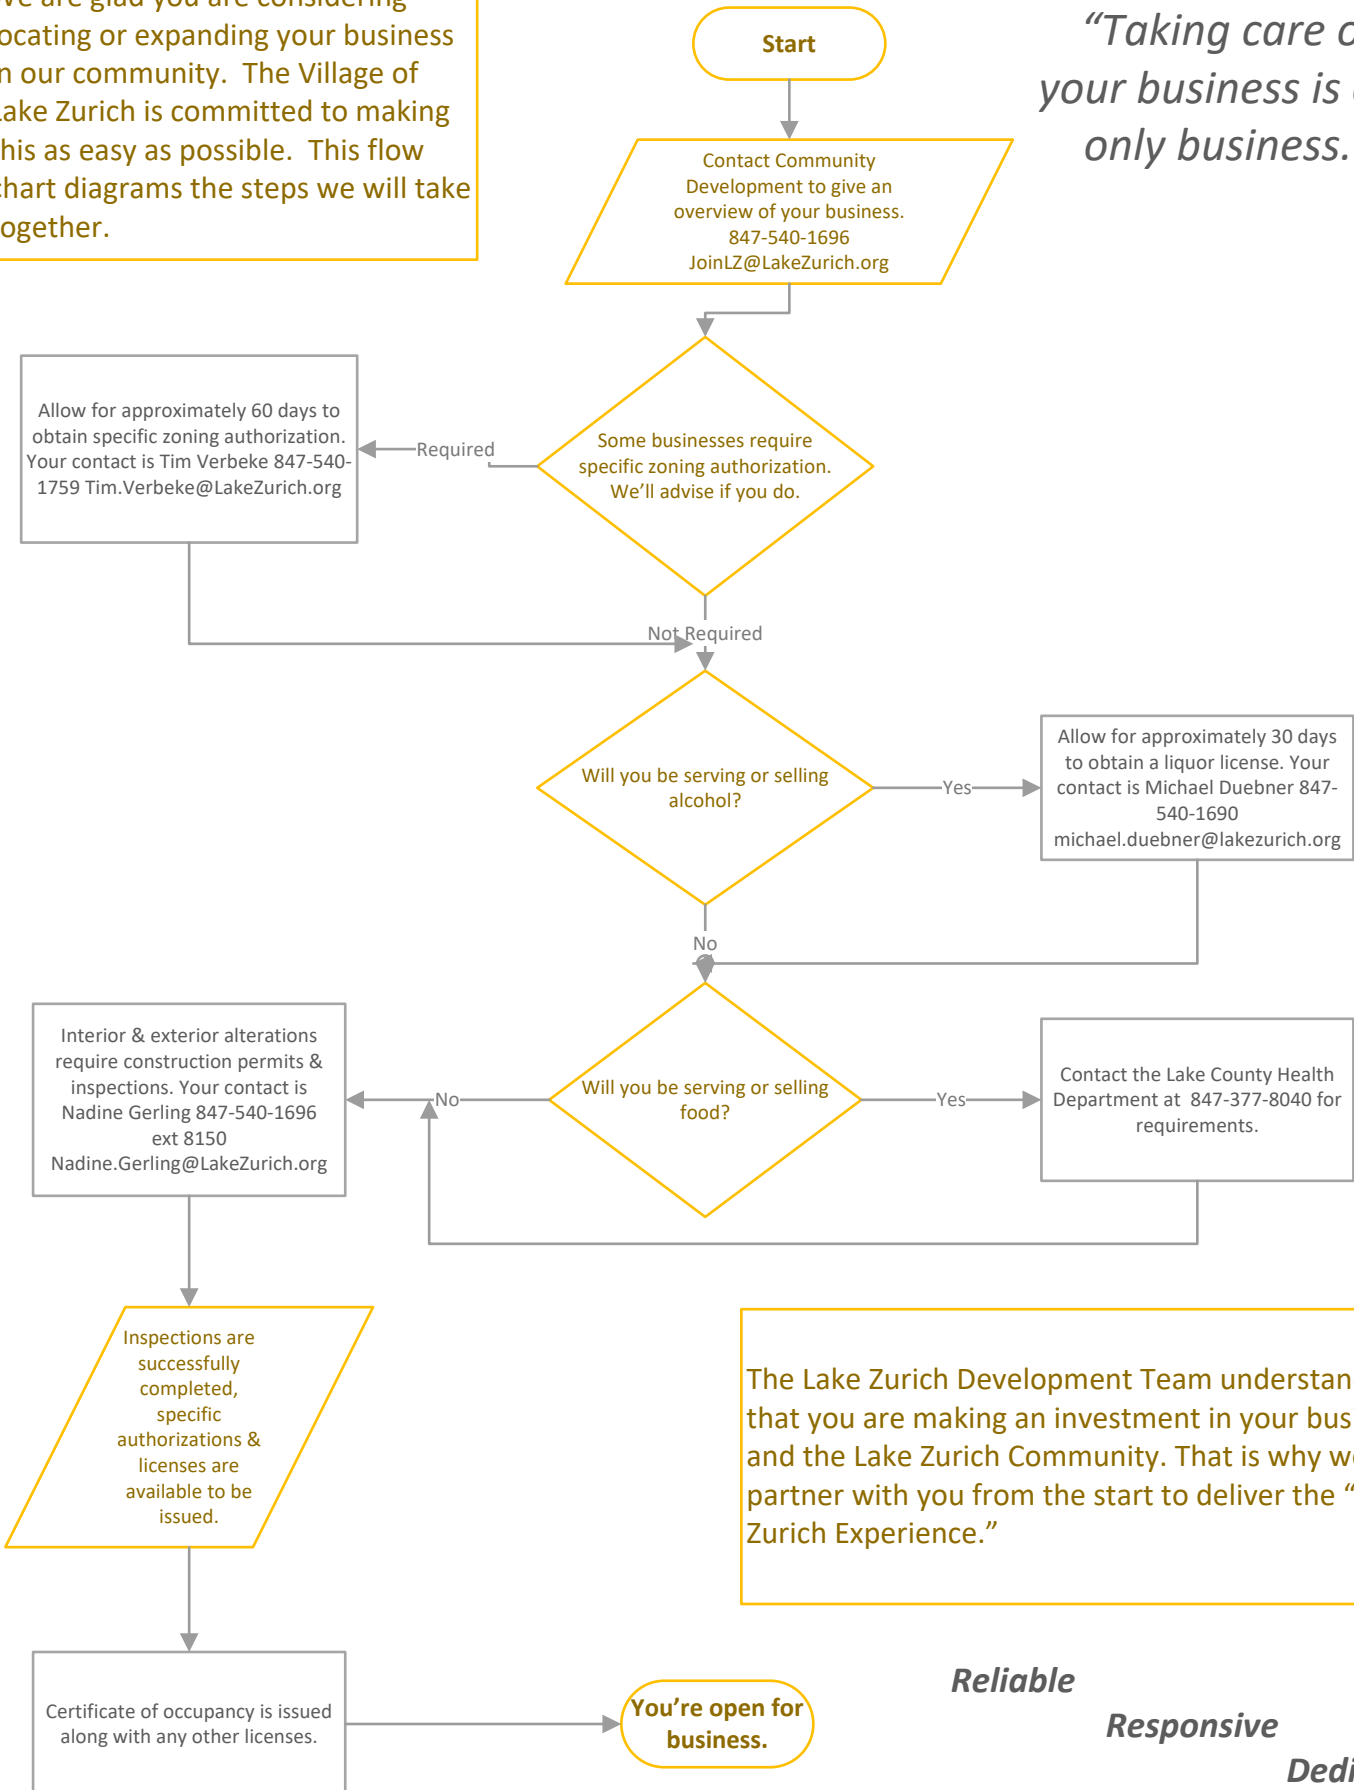 are glad you are considering
or expanding your business
our community. The Village of
Lake Zurich is committed to making
this as easy as possible. This flow
chart diagrams the steps we will take
together.
Start
“Taking care
your business is
only business.
Contact Community
Development to give an
overview of your business.
847-540-1696
JoinLZ@LakeZurich.org
Allow for approximately 60 days to
obtain specific zoning authorization.
Your contact is Tim Verbeke 847-540-
1759 Tim.Verbeke@LakeZurich.org
Required
Some businesses require
specific zoning authorization.
We’ll advise if you do.
Not Required
Will you be serving or selling
alcohol?
Yes
Allow for approximately 30 days
to obtain a liquor license. Your
contact is Michael Duebner 847-
540-1690
michael.duebner@lakezurich.org
No
Interior & exterior alterations
require construction permits &
inspections. Your contact is
Nadine Gerling 847-540-1696
ext 8150
Nadine.Gerling@LakeZurich.org
No
Will you be serving or selling
food?
Yes
Contact the Lake County Health
Department at 847-377-8040 for
requirements.
Inspections are
successfully
completed,
specific
authorizations &
licenses are
available to be
issued.
The Lake Zurich Development Team
that you are making an investment in your
and the Lake Zurich Community. That is why
partner with you from the start to deliver the “
Zurich Experience.”
Certificate of occupancy is issued
along with any other licenses.
You’re open for
business.
Reliable
Responsive